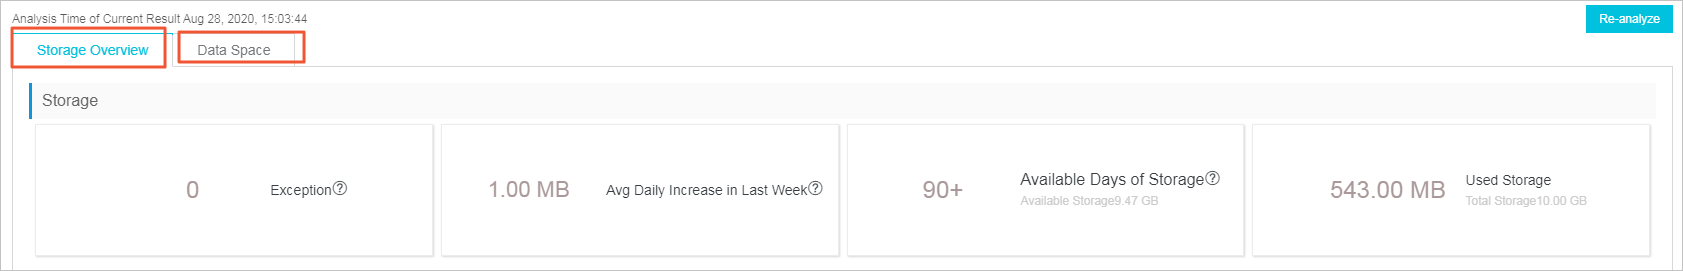 Analysis Time of Current Result Aug 28, 2020, 15:03:44
Re-analyze
Storage Overview
Data Space
Storage
0
Exception?
1.00 MB
Avg Daily Increase in Last Week?
90+
Available Days of Storage?
Available Storage9.47 GB
543.00 MB
Used Storage
Total Storage10.00 GB